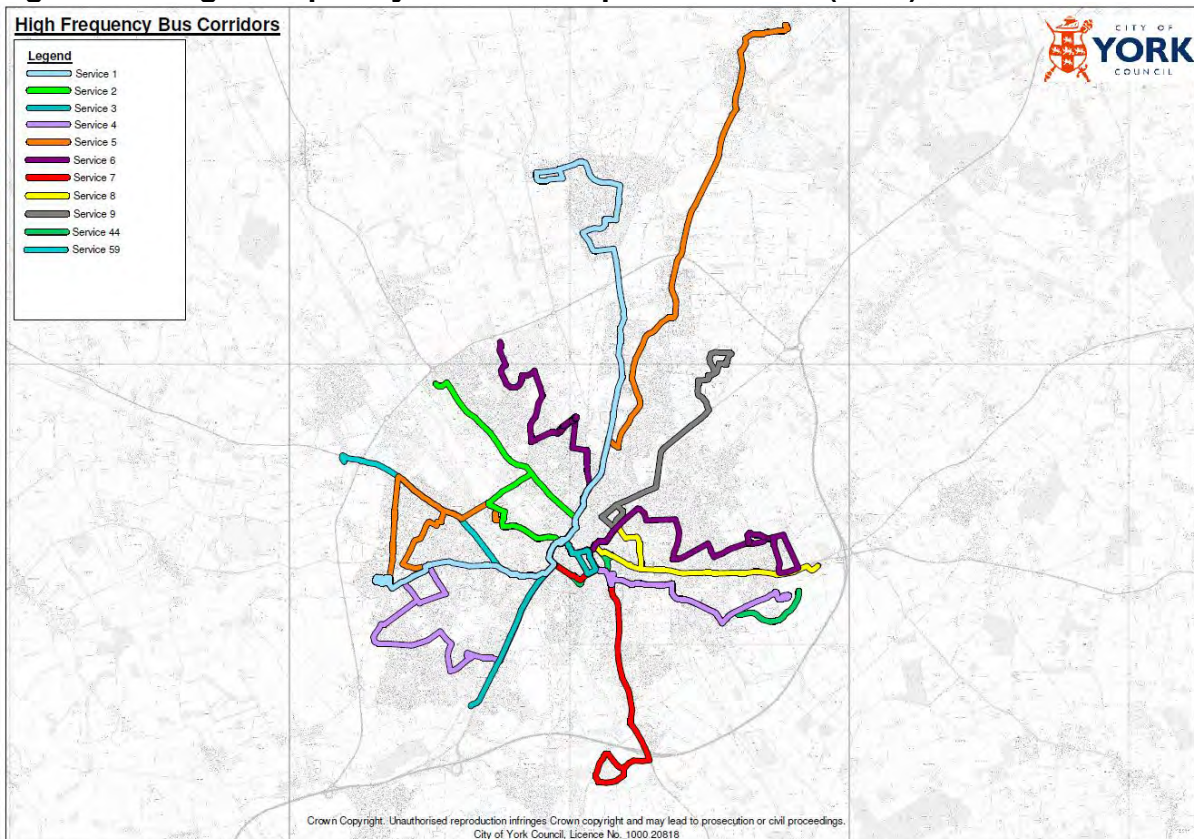 High Frequency Bus Corridors
Legend
Service 1
Service 2
Service 3
Service 4
Service 5
Service 6
Service 7
Service 8
Service 9
Service 44
Service 59
CITY OF
YORK
COUNCIL
Crown Copyright. Unauthorised reproduction infringes Crown copyright and may lead to prosecution or civil proceedings.
City of York Council, Licence No. 1000 20818